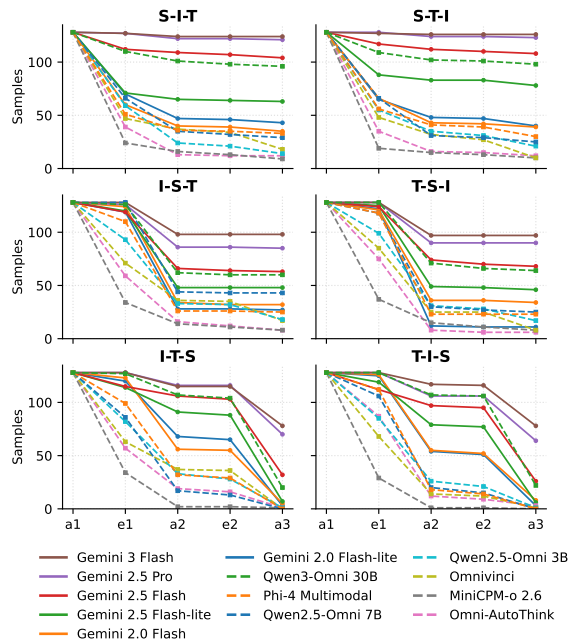 S-I-T
S-T-I
Samples
100
50
0
I-S-T
T-S-I
Samples
100
50
0
I-T-S
T-I-S
Samples
100
50
0
a1 e1 a2 e2 a3 a1 e1 a2 e2 a3
Gemini 3 Flash
Gemini 2.5 Pro
Gemini 2.5 Flash
Gemini 2.5 Flash-lite
Gemini 2.0 Flash
Gemini 2.0 Flash-lite
Qwen3-Omni 30B
Phi-4 Multimodal
Qwen2.5-Omni 7B
Qwen2.5-Omni 3B
Omnivinci
MiniCPM-o 2.6
Omni-AutoThink